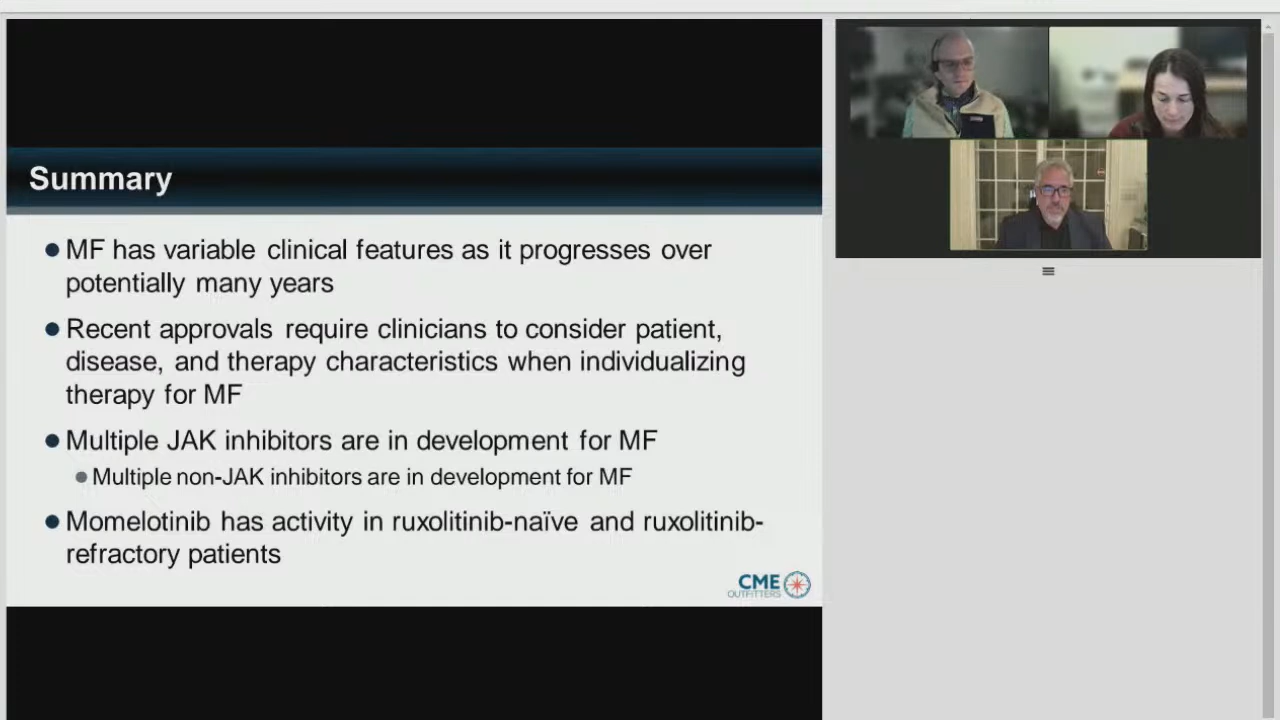 Summary
MF has variable clinical features as it progresses over
potentially many years
Recent approvals require clinicians to consider patient,
disease, and therapy characteristics when individualizing
therapy for MF
Multiple JAK inhibitors are in development for MF
Multiple non-JAK inhibitors are in development for MF
Momelotinib has activity in ruxolitinib-naïve and ruxolitinib-
refractory patients
CME
OUTFITTERS